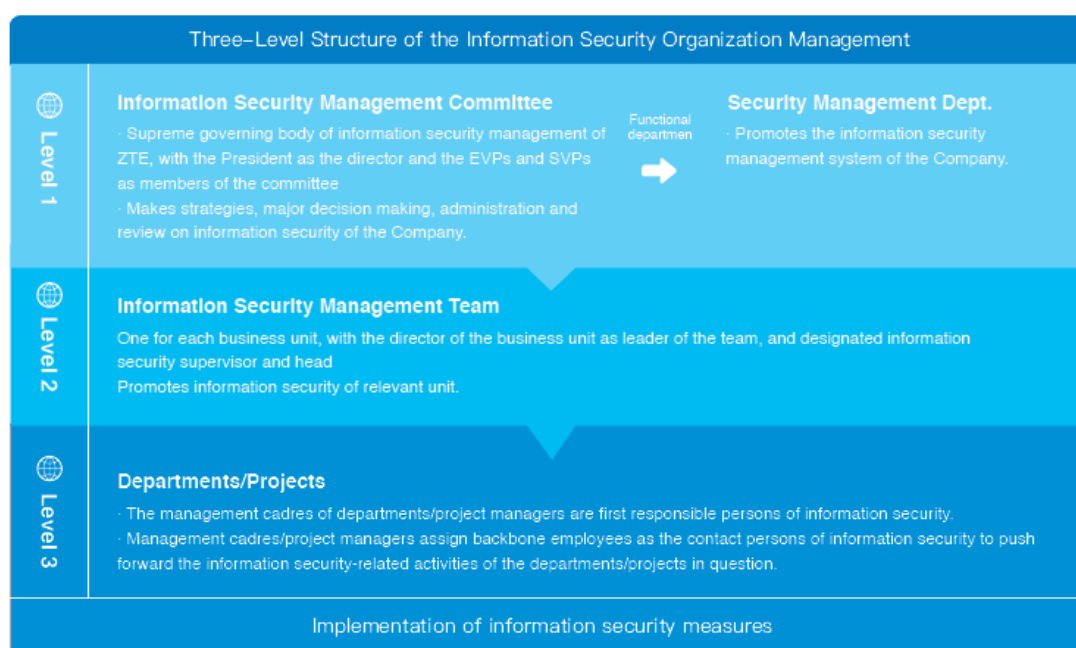 Three-Level Structure of the Information Security Organization Management
Level 1
Information Security Management Committee
· Supreme governing body of information security management of
ZTE, with the President as the director and the EVPs and SVPs
as members of the committee
· Makes strategies, major decision making, administration and
review on information security of the Company.
Functional
departmen
Security Management Dept.
· Promotes the information security
management system of the Company.
Level 2
Information Security Management Team
One for each business unit, with the director of the business unit as leader of the team, and designated information
security supervisor and head
Promotes information security of relevant unit.
Level 3
Departments/Projects
· The management cadres of departments/project managers are first responsible persons of information security.
· Management cadres/project managers assign backbone employees as the contact persons of information security to push
forward the information security-related activities of the departments/projects in question.
Implementation of information security measures